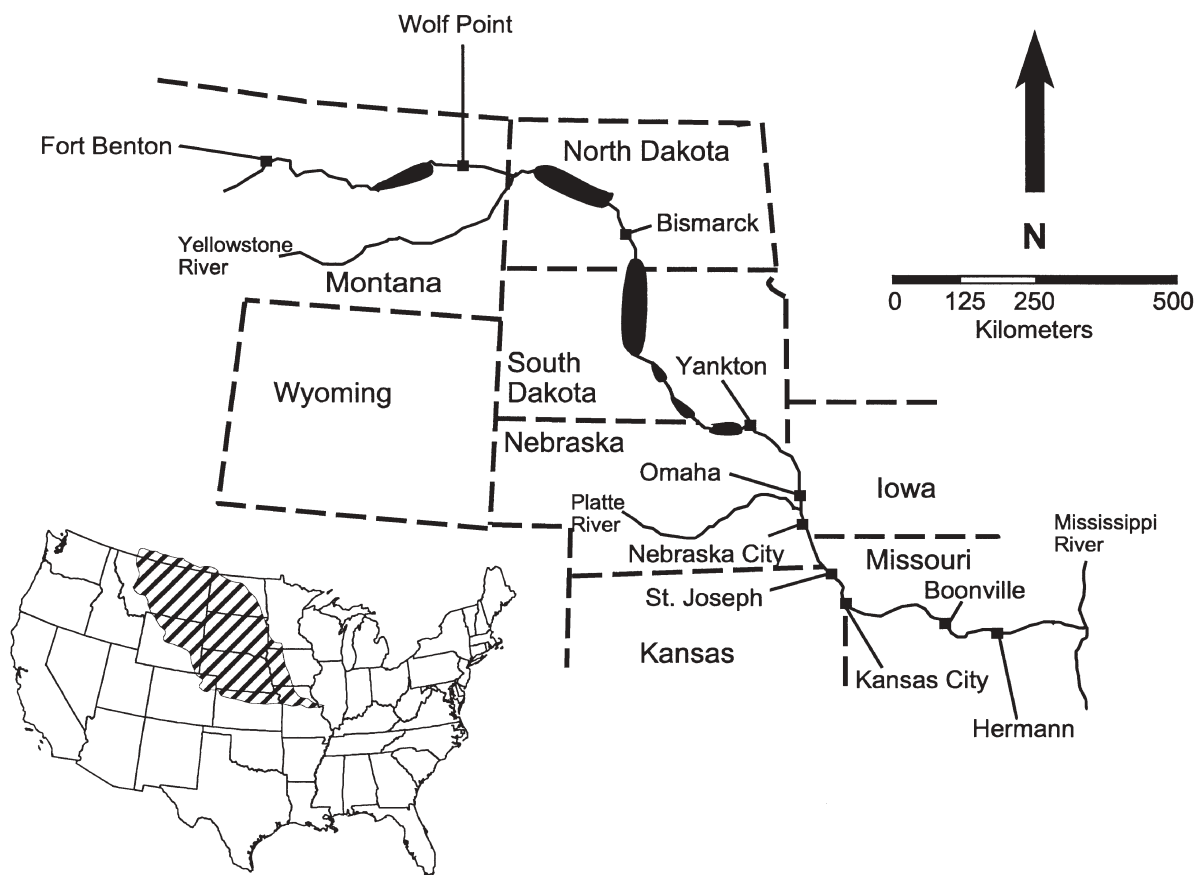 Wolf Point
Fort Benton
North Dakota
Bismarck
Yellowstone
River
Montana
N
0 125 250 500
Kilometers
Wyoming
South
Dakota
Yankton
Nebraska
Omaha
Iowa
Platte
River
Mississippi
River
Nebraska City
Missouri
St. Joseph
Boonville
Kansas
Kansas City
Hermann